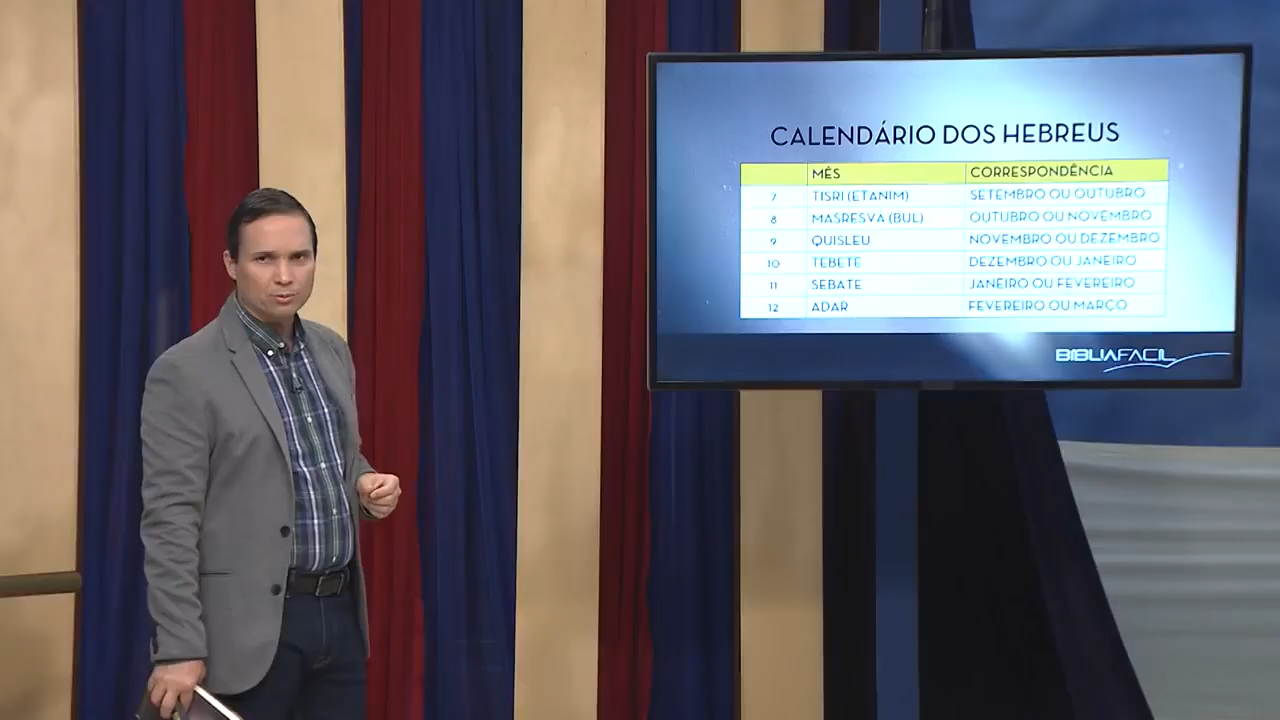 CALENDÁRIO DOS HEBREUS
MÊS CORRESPONDÊNCIA
7 TISRI (ETANIM) SETEMBRO OU OUTUBRO
8 MASRESVA (BUL) OUTUBRO OU NOVEMBRO
9 QUISLEU NOVEMBRO OU DEZEMBRO
10 TEBETE DEZEMBRO OU JANEIRO
11 SEBATE JANEIRO OU FEVEREIRO
12 ADAR FEVEREIRO OU MARÇO
BIBLIAFACIL